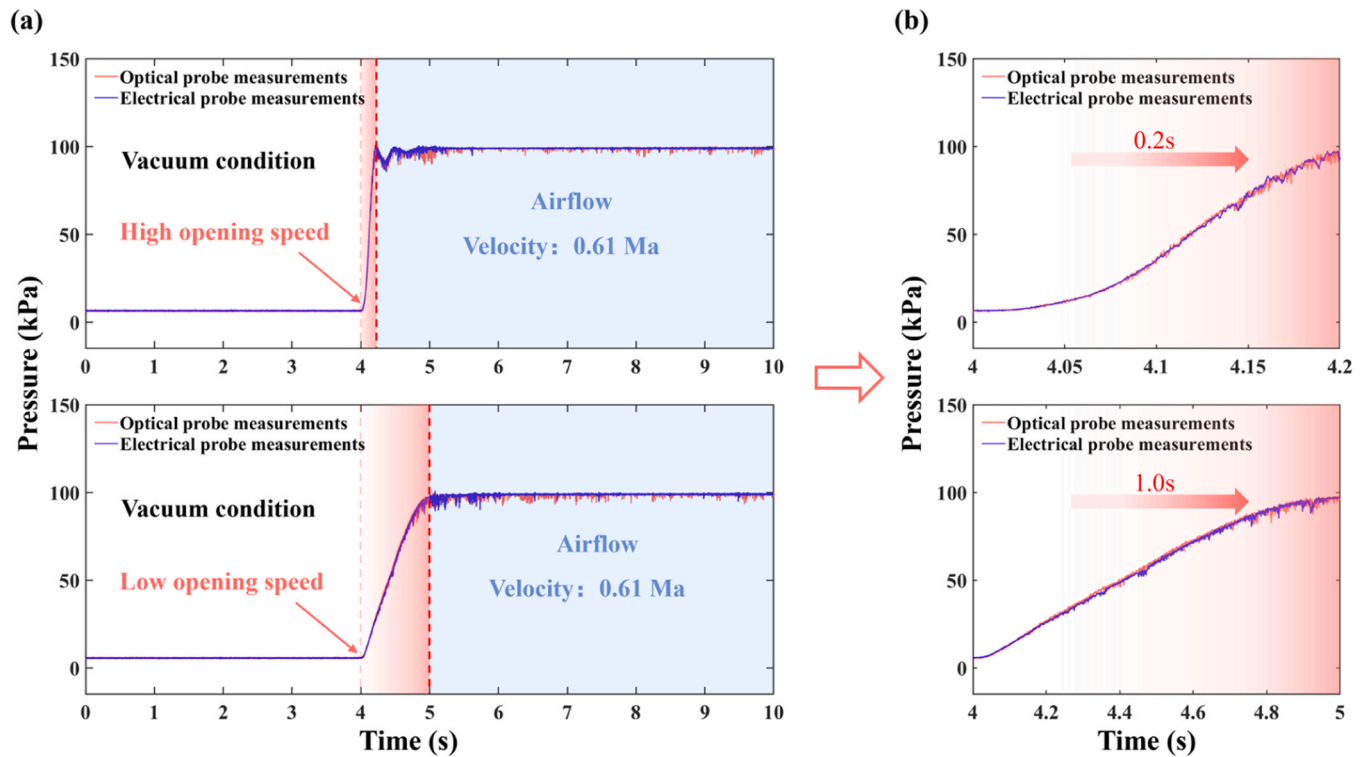 (a)
150
Optical probe measurements
Electrical probe measurements
100
Vacuum condition
Airflow
High opening speed
Velocity：0.61 Ma
50
0
0 1 2 3 4 5 6 7 8 9 10
150
Optical probe measurements
Electrical probe measurements
100
Vacuum condition
Airflow
Low opening speed
Velocity：0.61 Ma
50
0
0 1 2 3 4 5 6 7 8 9 10
Pressure (kPa)
Time (s)
(b)
150
Optical probe measurements
Electrical probe measurements
0.2s
100
50
0
4 4.05 4.1 4.15 4.2
150
Optical probe measurements
Electrical probe measurements
1.0s
100
50
0
4 4.2 4.4 4.6 4.8 5
Pressure (kPa)
Time (s)